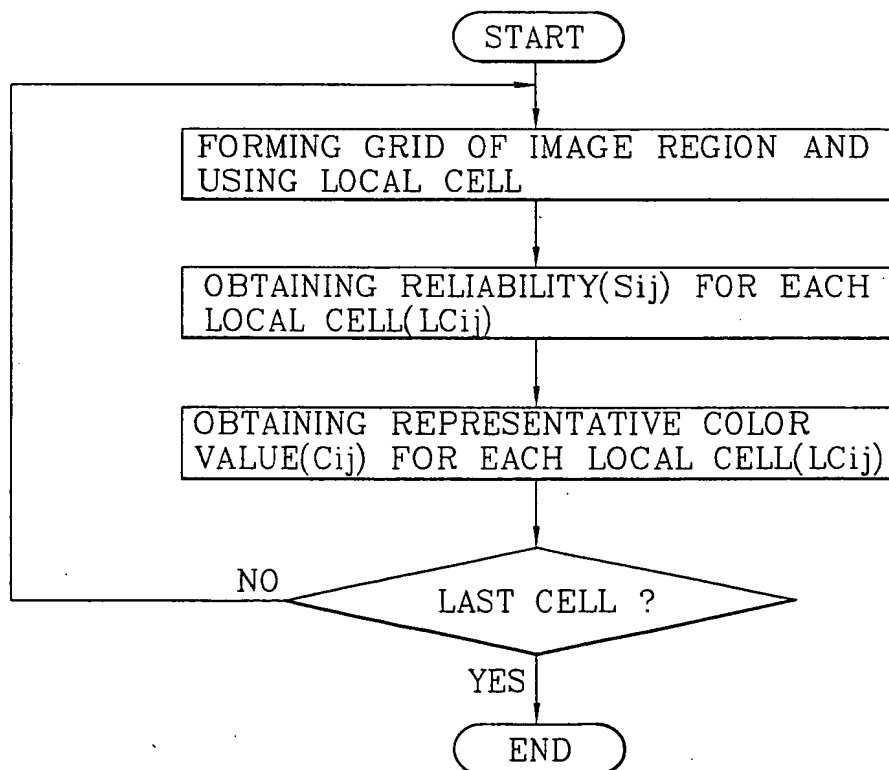 START
FORMING GRID OF IMAGE REGION AND
USING LOCAL CELL
OBTAINING RELIABILITY(Sij) FOR EACH
LOCAL CELL(LCij)
OBTAINING REPRESENTATIVE COLOR
VALUE(Cij) FOR EACH LOCAL CELL(LCij)
NO
LAST CELL ?
YES
END